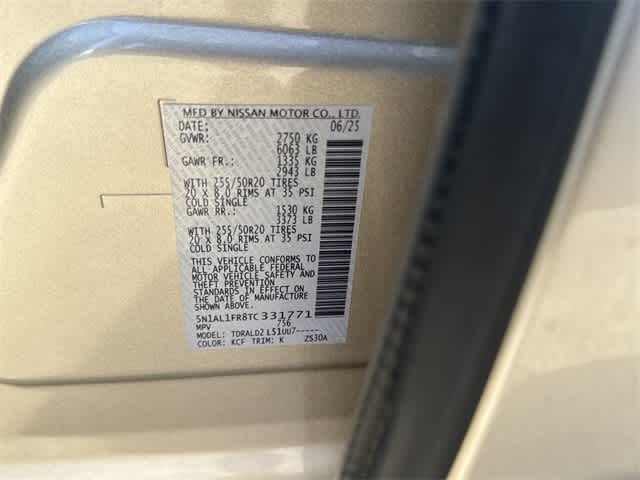 MFD BY NISSAN MOTOR CO., LTD.
DATE: 06/25
GVWR: 2750 KG
6063 LB
GAWR FR.: 1335 KG
2943 LB
WITH 255/50R20 TIRES
20 X 8.0 RIMS AT 35 PSI
COLD SINGLE
GAWR RR.: 1530 KG
3373 LB
WITH 255/50R20 TIRES
20 X 8.0 RIMS AT 35 PSI
COLD SINGLE
THIS VEHICLE CONFORMS TO
ALL APPLICABLE FEDERAL
MOTOR VEHICLE SAFETY AND
THEFT PREVENTION
STANDARDS IN EFFECT ON
THE DATE OF MANUFACTURE
SHOWN ABOVE.
5N1AL1FR8TC331771
MPV 756
MODEL: TDRALD2 L51UU7-----
COLOR: KCF TRIM: K ZS30A